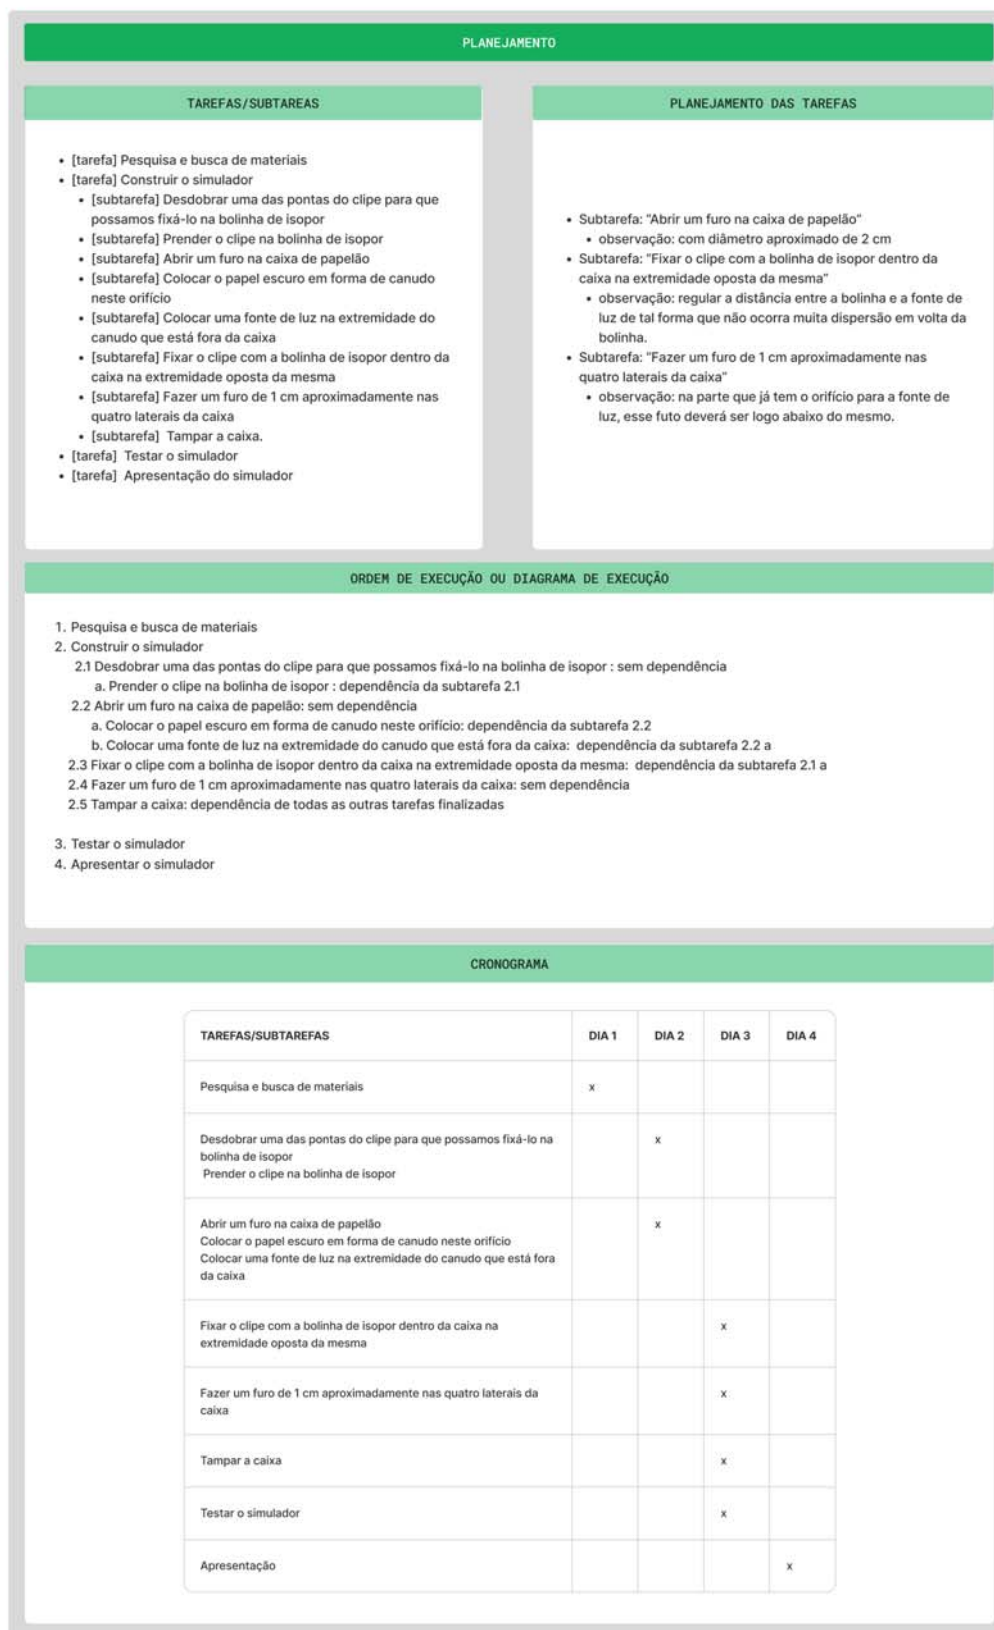 PLANEJAMENTO
TAREFAS/SUBTAREAS
• [tarefa] Pesquisa e busca de materiais
• [tarefa] Construir o simulador
• [subtarefa] Desdobrar uma das pontas do clipe para que
possamos fixá-lo na bolinha de isopor
• [subtarefa] Prender o clipe na bolinha de isopor
• [subtarefa] Abrir um furo na caixa de papelão
• [subtarefa] Colocar o papel escuro em forma de canudo
neste orifício
• [subtarefa] Colocar uma fonte de luz na extremidade do
canudo que está fora da caixa
• [subtarefa] Fixar o clipe com a bolinha de isopor dentro da
caixa na extremidade oposta da mesma
• [subtarefa] Fazer um furo de 1 cm aproximadamente nas
quatro laterais da caixa
• [subtarefa] Tampar a caixa.
• [tarefa] Testar o simulador
• [tarefa] Apresentação do simulador
PLANEJAMENTO DAS TAREFAS
• Subtarefa: "Abrir um furo na caixa de papelão"
• observação: com diâmetro aproximado de 2 cm
• Subtarefa: "Fixar o clipe com a bolinha de isopor dentro da
caixa na extremidade oposta da mesma"
• observação: regular a distância entre a bolinha e a fonte de
luz de tal forma que não ocorra muita dispersão em volta da
bolinha.
• Subtarefa: "Fazer um furo de 1 cm aproximadamente nas
quatro laterais da caixa"
• observação: na parte que já tem o orifício para a fonte de
luz, esse futo deverá ser logo abaixo do mesmo.
ORDEM DE EXECUÇÃO OU DIAGRAMA DE EXECUÇÃO
1. Pesquisa e busca de materiais
2. Construir o simulador
2.1 Desdobrar uma das pontas do clipe para que possamos fixá-lo na bolinha de isopor : sem dependência
a. Prender o clipe na bolinha de isopor : dependência da subtarefa 2.1
2.2 Abrir um furo na caixa de papelão: sem dependência
a. Colocar o papel escuro em forma de canudo neste orifício: dependência da subtarefa 2.2
b. Colocar uma fonte de luz na extremidade do canudo que está fora da caixa: dependência da subtarefa 2.2 a
2.3 Fixar o clipe com a bolinha de isopor dentro da caixa na extremidade oposta da mesma: dependência da subtarefa 2.1 a
2.4 Fazer um furo de 1 cm aproximadamente nas quatro laterais da caixa: sem dependência
2.5 Tampar a caixa: dependência de todas as outras tarefas finalizadas
3. Testar o simulador
4. Apresentar o simulador
CRONOGRAMA
TAREFAS/SUBTAREFAS DIA 1 DIA 2 DIA 3 DIA 4
Pesquisa e busca de materiais x
Desdobrar uma das pontas do clipe para que possamos fixá-lo na x
bolinha de isopor
Prender o clipe na bolinha de isopor
Abrir um furo na caixa de papelão x
Colocar o papel escuro em forma de canudo neste orifício
Colocar uma fonte de luz na extremidade do canudo que está fora
da caixa
Fixar o clipe com a bolinha de isopor dentro da caixa na x
extremidade oposta da mesma
Fazer um furo de 1 cm aproximadamente nas quatro laterais da x
caixa
Tampar a caixa x
Testar o simulador x
Apresentação x